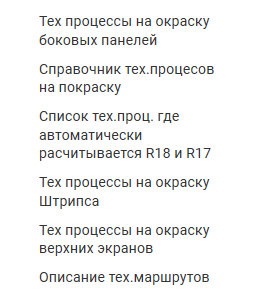 Тех процессы на окраску
боковых панелей
Справочник тех.процесов
на покраску
Список тех.проц. где
автоматически
расчитывается R18 и R17
Тех процессы на окраску
Штрипса
Тех процессы на окраску
верхних экранов
Описание тех.маршрутов